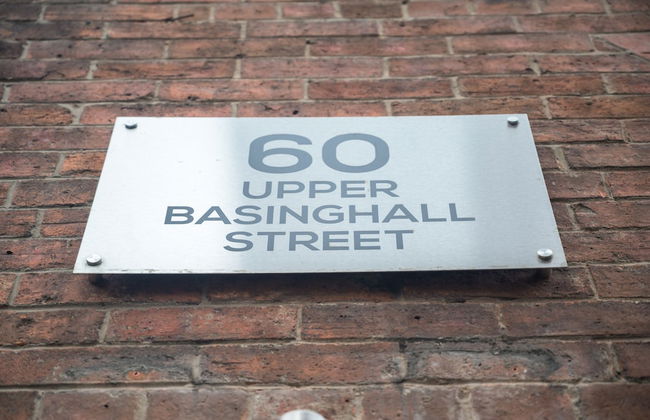 60
UPPER
BASINGHALL
STREET